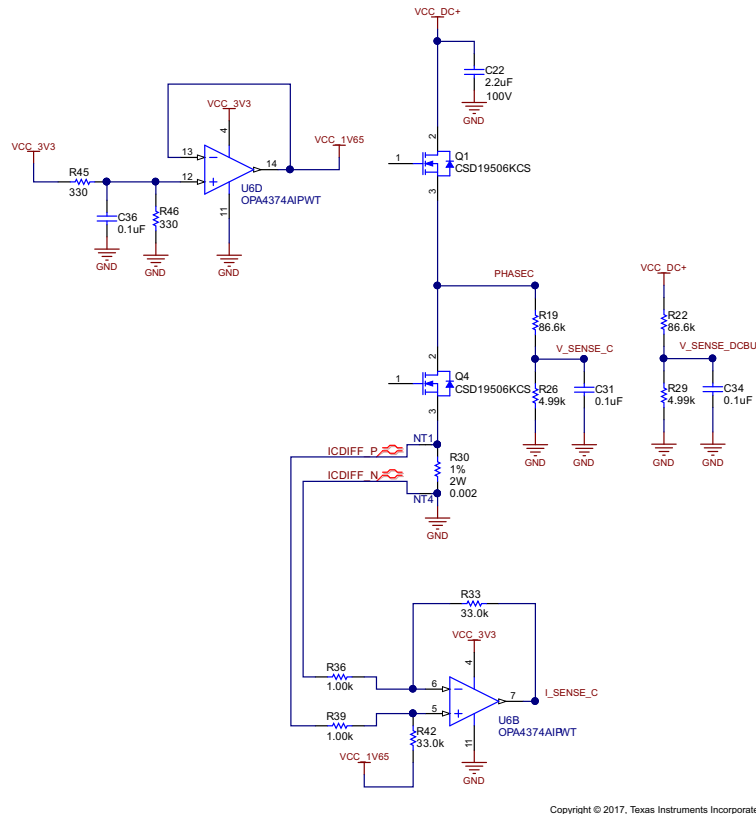 VCC_DC+
C22
2.2uF
100V
GND
VCC_3V3
4
VCC_1V65
13
14
VCC_3V3
R45
330
12
U6D
OPA4374AIPWT
C36
0.1uF
R46
330
11
GND
GND
GND
2
1
Q1
CSD19506KCS
3
PHASEC
VCC_DC+
R19
86.6k
R22
86.6k
V_SENSE_C
V_SENSE_DCBU
2
1
Q4
CSD19506KCS
3
R26
4.99k
C31
0.1uF
R29
4.99k
C34
0.1uF
GND
GND
GND
GND
NT1
ICDIFF_P
R30
1%
2W
0.002
ICDIFF_N
NT4
GND
R33
33.0k
VCC_3V3
4
R36
1.00k
6
7
I_SENSE_C
R39
1.00k
5
U6B
OPA4374AIPWT
R42
33.0k
11
VCC_1V65
GND
Copyright © 2017, Texas Instruments Incorporate